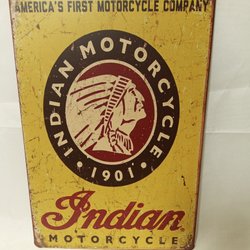 AMERICA'S FIRST MOTORCYCLE COMPANY
INDIAN MOTORCYCLE
• 1901 •
Indian
MOTORCYCLE